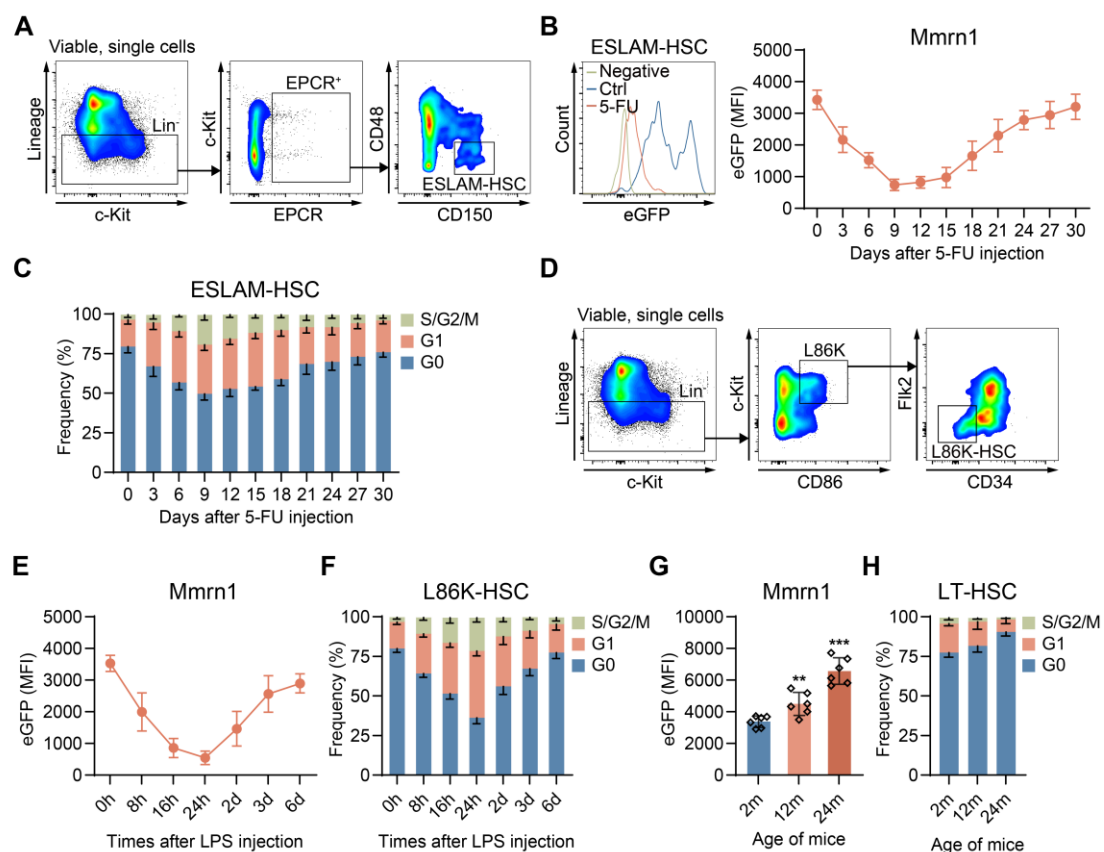 A
Viable, single cells
Lineage
Lin-
c-Kit
c-Kit
EPCR+
EPCR
CD48
ESLAM-HSC
CD150
B
ESLAM-HSC
Negative
Ctrl
5-FU
Count
eGFP
Mmrn1
eGFP (MFI)
5000
4000
3000
2000
1000
0
0 3 6 9 12 15 18 21 24 27 30
Days after 5-FU injection
C
ESLAM-HSC
Frequency (%)
100
75
50
25
0
0 3 6 9 12 15 18 21 24 27 30
Days after 5-FU injection
S/G2/M
G1
G0
D
Viable, single cells
Lineage
Lin-
c-Kit
c-Kit
L86K
CD86
Flk2
L86K-HSC
CD34
E
Mmrn1
eGFP (MFI)
5000
4000
3000
2000
1000
0
0h 8h 16h 24h 2d 3d 6d
Times after LPS injection
F
L86K-HSC
Frequency (%)
100
75
50
25
0
0h 8h 16h 24h 2d 3d 6d
Times after LPS injection
S/G2/M
G1
G0
G
Mmrn1
eGFP (MFI)
10000
8000
6000
4000
2000
0
**
***
2m 12m 24m
Age of mice
H
LT-HSC
Frequency (%)
100
75
50
25
0
2m 12m 24m
Age of mice
S/G2/M
G1
G0